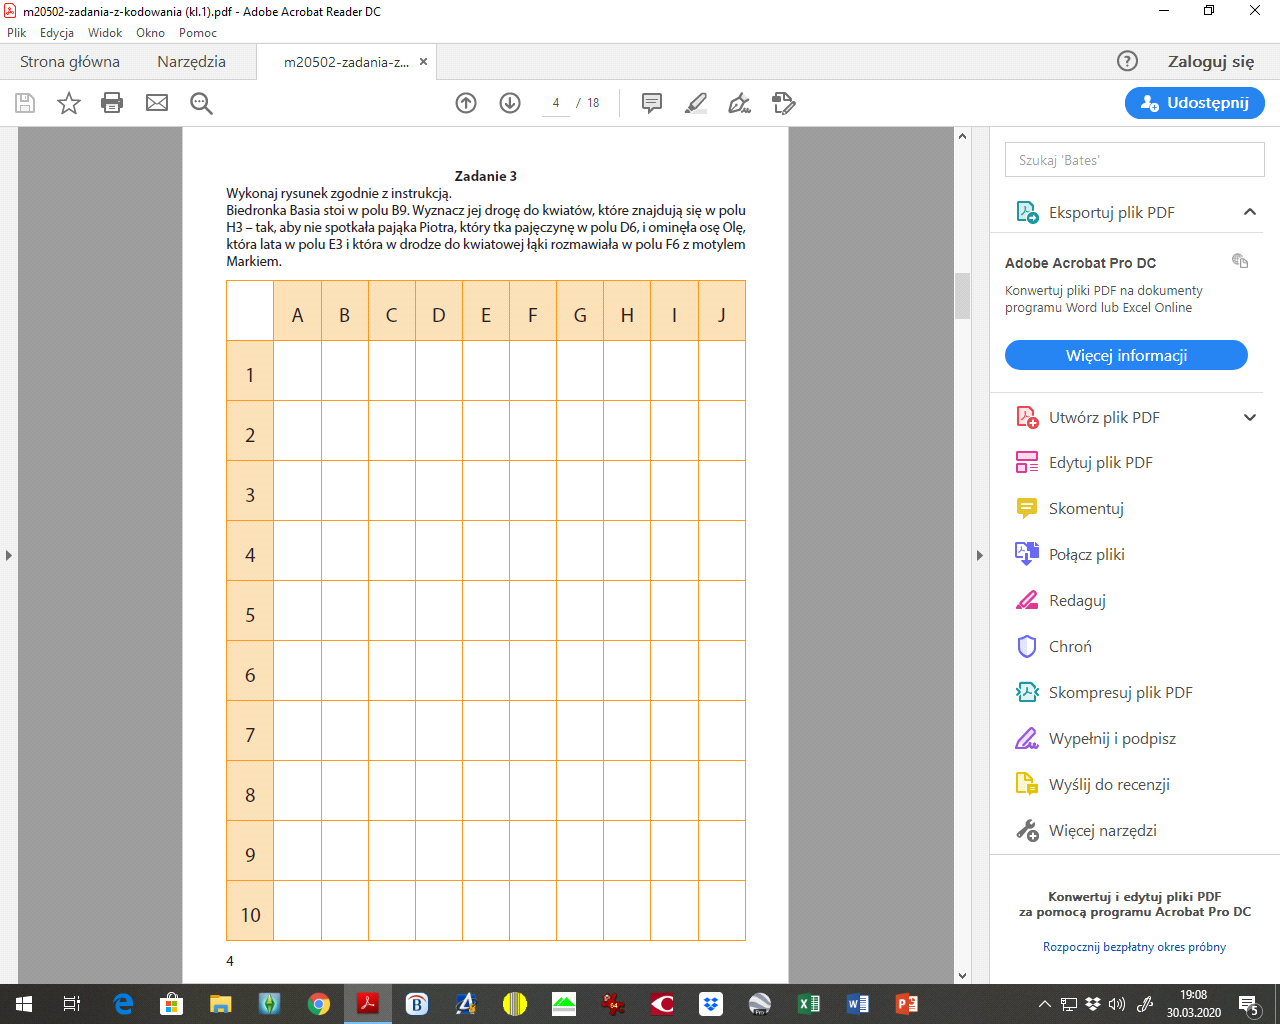 m20502-zadania-z-kodowania (kl.1).pdf - Adobe Acrobat Reader DC
Plik Edycja Widok Okno Pomoc
Strona główna Narzędzia m20502-zadania-z... ×
4 / 18
Zaloguj się
Udostępnij
Zadanie 3
Wykonaj rysunek zgodnie z instrukcją.
Biedronka Basia stoi w polu B9. Wyznacz jej drogę do kwiatów, które znajdują się w polu
H3 – tak, aby nie spotkała pająka Piotra, który tka pajęczynę w polu D6, i ominęła osę Olę,
która lata w polu E3 i która w drodze do kwiatowej łąki rozmawiała w polu F6 z motylem
Markiem.
A B C D E F G H I J
1
2
3
4
5
6
7
8
9
10
4
Szukaj 'Bates'
Eksportuj plik PDF
Adobe Acrobat Pro DC
Konwertuj pliki PDF na dokumenty
programu Word lub Excel Online
Więcej informacji
Utwórz plik PDF
Edytuj plik PDF
Skomentuj
Połącz pliki
Redaguj
Chroń
Skompresuj plik PDF
Wypełnij i podpisz
Wyślij do recenzji
Więcej narzędzi
Konwertuj i edytuj pliki PDF
za pomocą programu Acrobat Pro DC
Rozpocznij bezpłatny okres próbny
19:08
30.03.2020
5